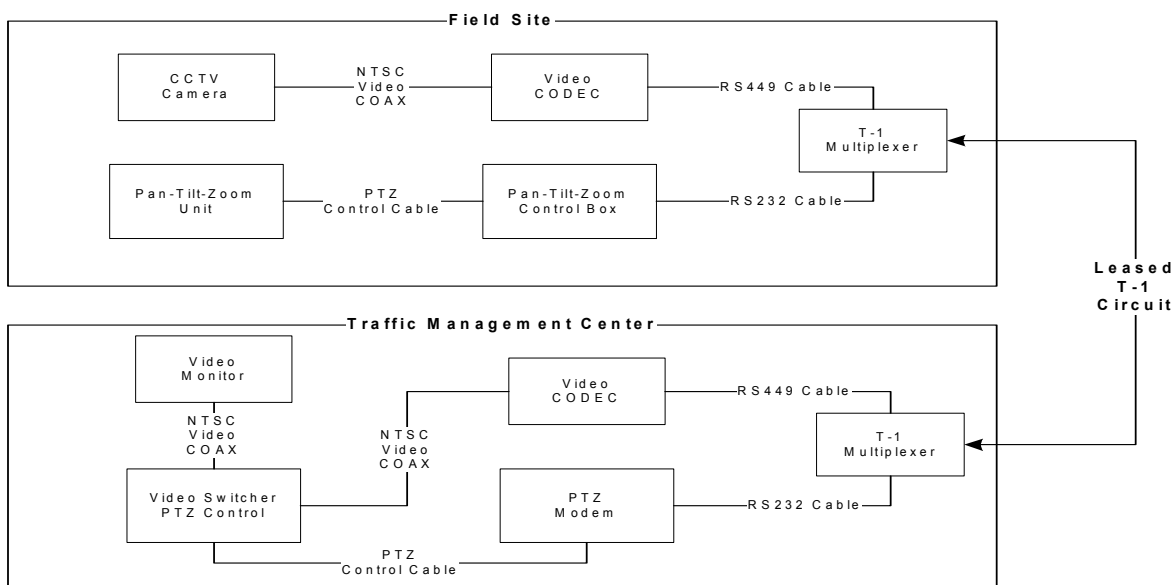 Field Site
CCTV
Camera
NTSC
Video
COAX
Video
CODEC
RS449 Cable
T-1
Multiplexer
Pan-Tilt-Zoom
Unit
PTZ
Control Cable
Pan-Tilt-Zoom
Control Box
RS232 Cable
Leased
T-1
Circuit
Traffic Management Center
Video
Monitor
NTSC
Video
COAX
Video Switcher
PTZ Control
NTSC
Video
COAX
Video
CODEC
RS449 Cable
T-1
Multiplexer
PTZ
Modem
RS232 Cable
PTZ
Control Cable